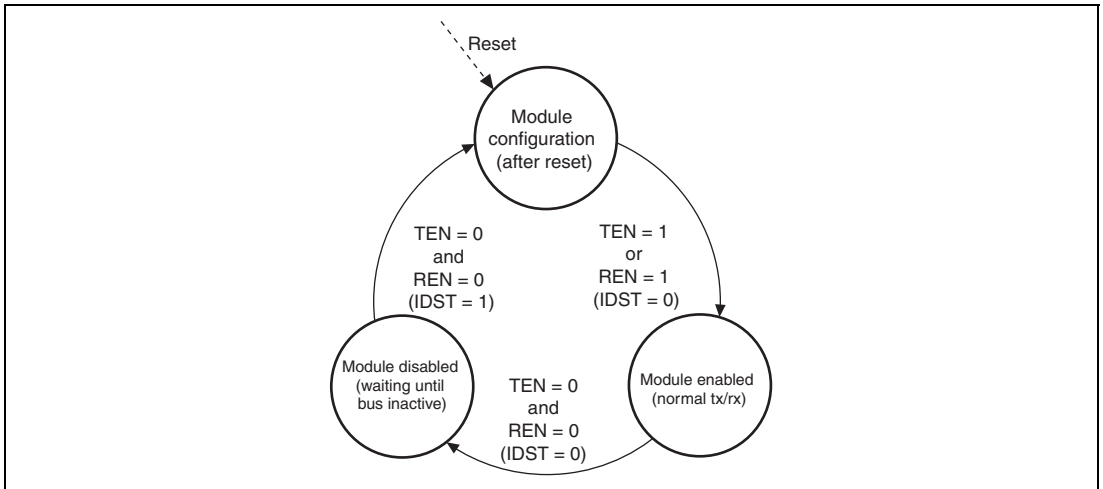 Reset
Module
configuration
(after reset)
TEN = 0
and
REN = 0
(IDST = 1)
TEN = 1
or
REN = 1
(IDST = 0)
Module disabled
(waiting until
bus inactive)
TEN = 0
and
REN = 0
(IDST = 0)
Module enabled
(normal tx/rx)